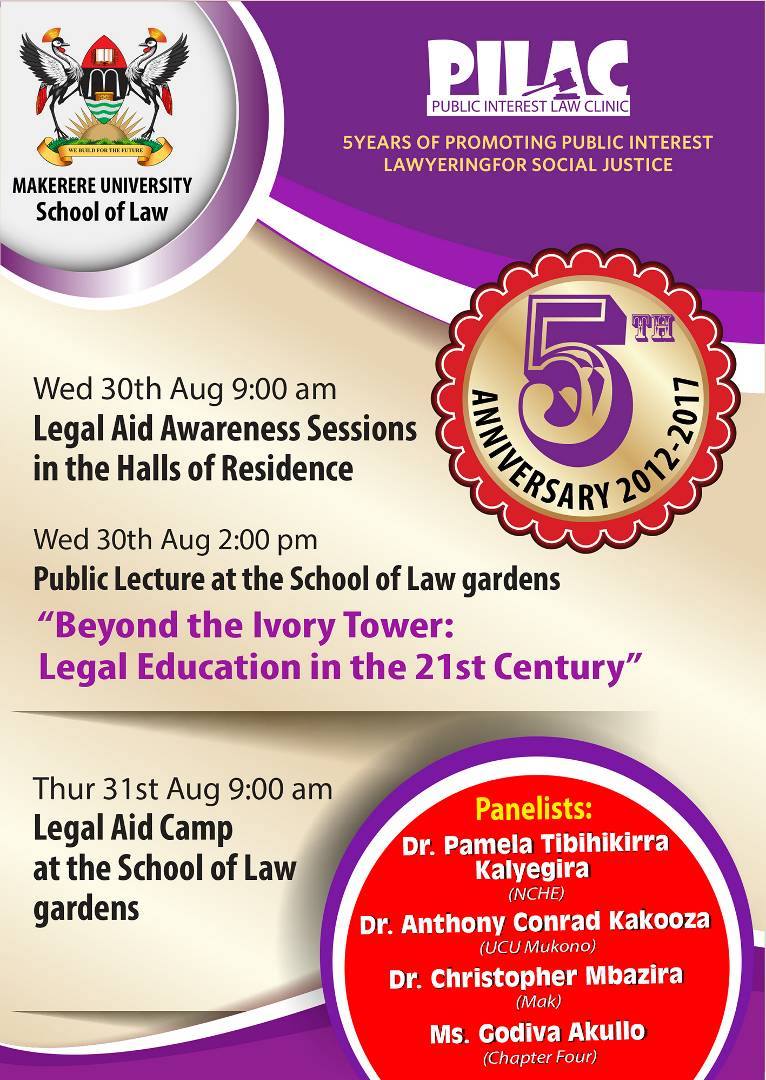 WE BUILD FOR THE FUTURE
MAKERERE UNIVERSITY
School of Law
PILAC
PUBLIC INTEREST LAW CLINIC
5YEARS OF PROMOTING PUBLIC INTEREST
LAWYERINGFOR SOCIAL JUSTICE
5TH
ANNIVERSARY 2012-2017
Wed 30th Aug 9:00 am
Legal Aid Awareness Sessions
in the Halls of Residence
Wed 30th Aug 2:00 pm
Public Lecture at the School of Law gardens
“Beyond the Ivory Tower:
Legal Education in the 21st Century”
Thur 31st Aug 9:00 am
Legal Aid Camp
at the School of Law
gardens
Panelists:
Dr. Pamela Tibihikirra
Kalyegira
(NCHE)
Dr. Anthony Conrad Kakooza
(UCU Mukono)
Dr. Christopher Mbazira
(Mak)
Ms. Godiva Akullo
(Chapter Four)